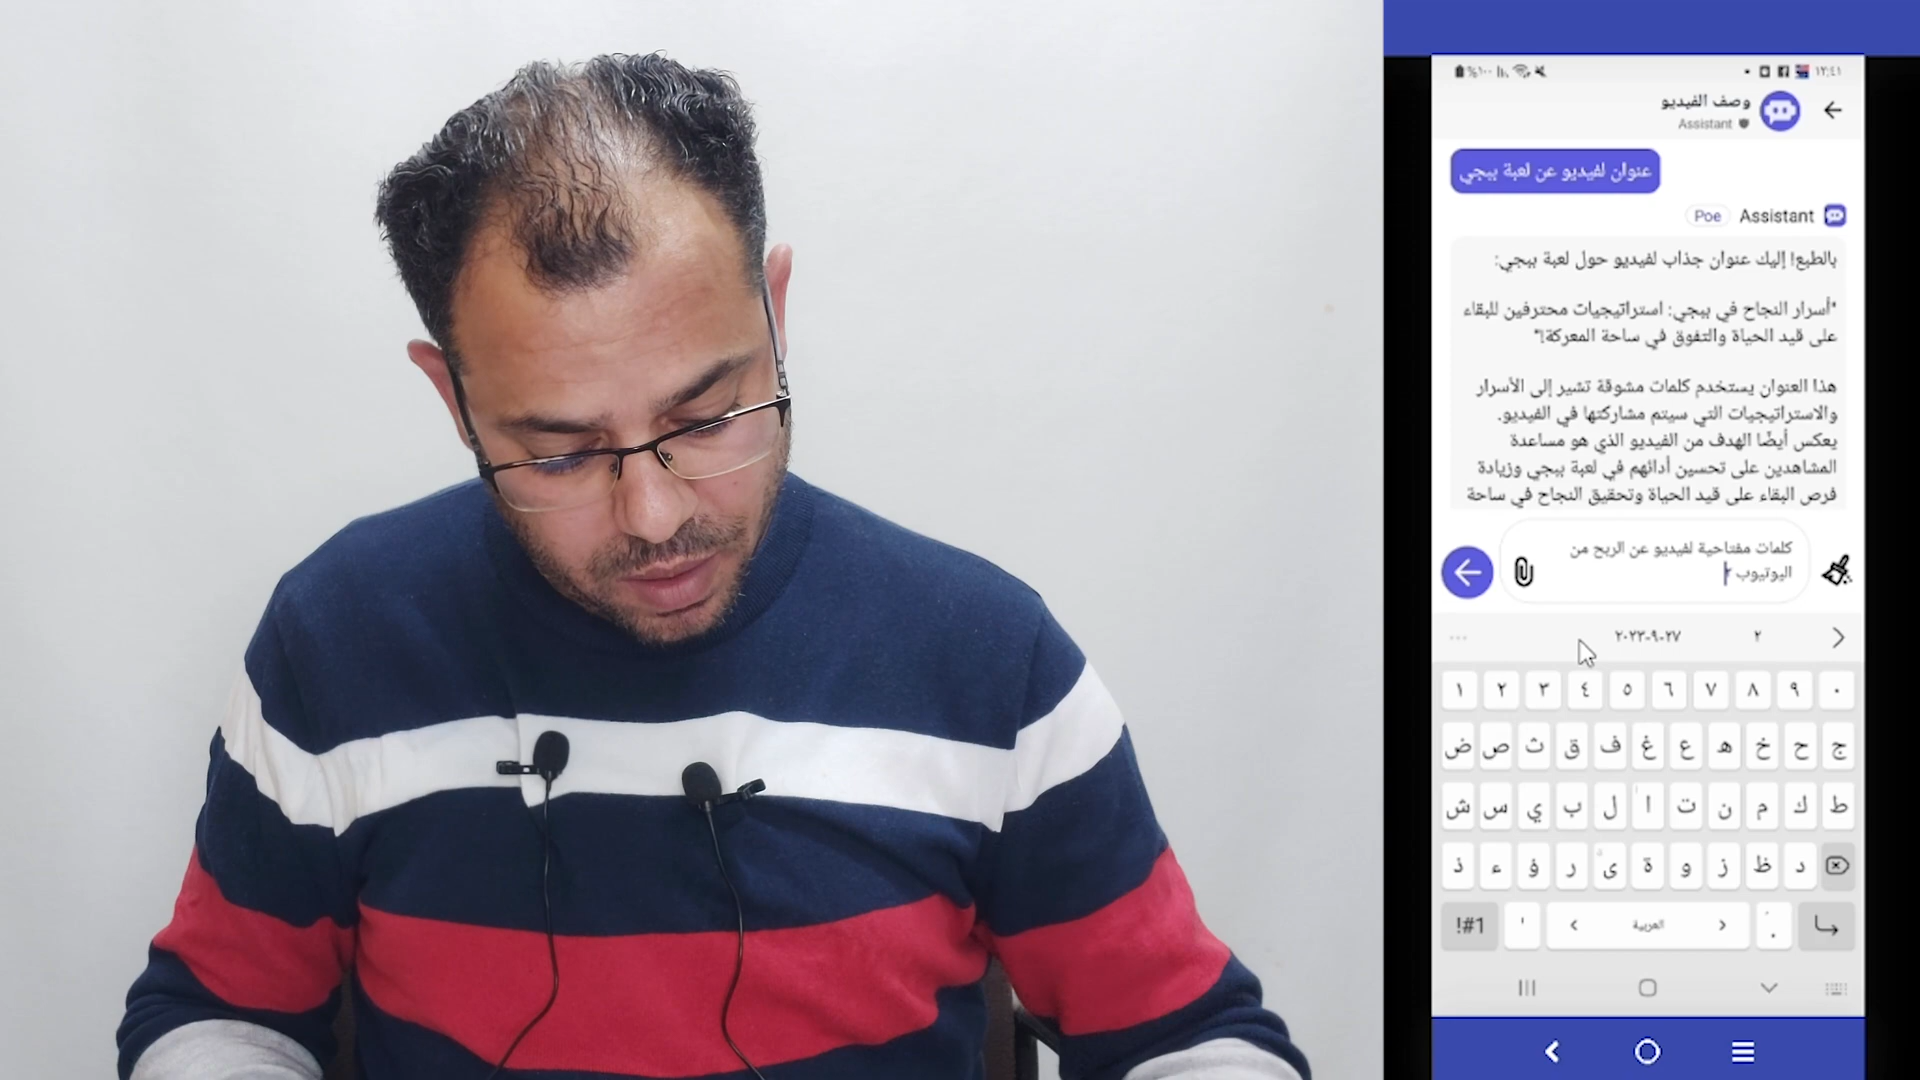 ١٢:٤١
%١٠٠
وصف الفيديو
Assistant
عنوان لفيديو عن لعبة ببجي
Assistant Poe
بالطبع! إليك عنوان جذاب لفيديو حول لعبة ببجي:
"أسرار النجاح في ببجي: استراتيجيات محترفين للبقاء
على قيد الحياة والتفوق في ساحة المعركة!"
هذا العنوان يستخدم كلمات مشوقة تشير إلى الأسرار
والاستراتيجيات التي سيتم مشاركتها في الفيديو.
يعكس أيضًا الهدف من الفيديو الذي هو مساعدة
المشاهدين على تحسين أدائهم في لعبة ببجي وزيادة
فرص البقاء على قيد الحياة وتحقيق النجاح في ساحة
كلمات مفتاحية لفيديو عن الربح من
اليوتيوب ٢
٢ ٢٠٢٣-٩-٢٧
١ ٢ ٣ ٤ ٥ ٦ ٧ ٨ ٩ ٠
ج ح خ ه ع غ ف ق ث ص ض
ط ك م ن ت ا ل ب ي س ش
د ظ ز و ة ى ر ؤ ء ذ
!#1 ' العربية .